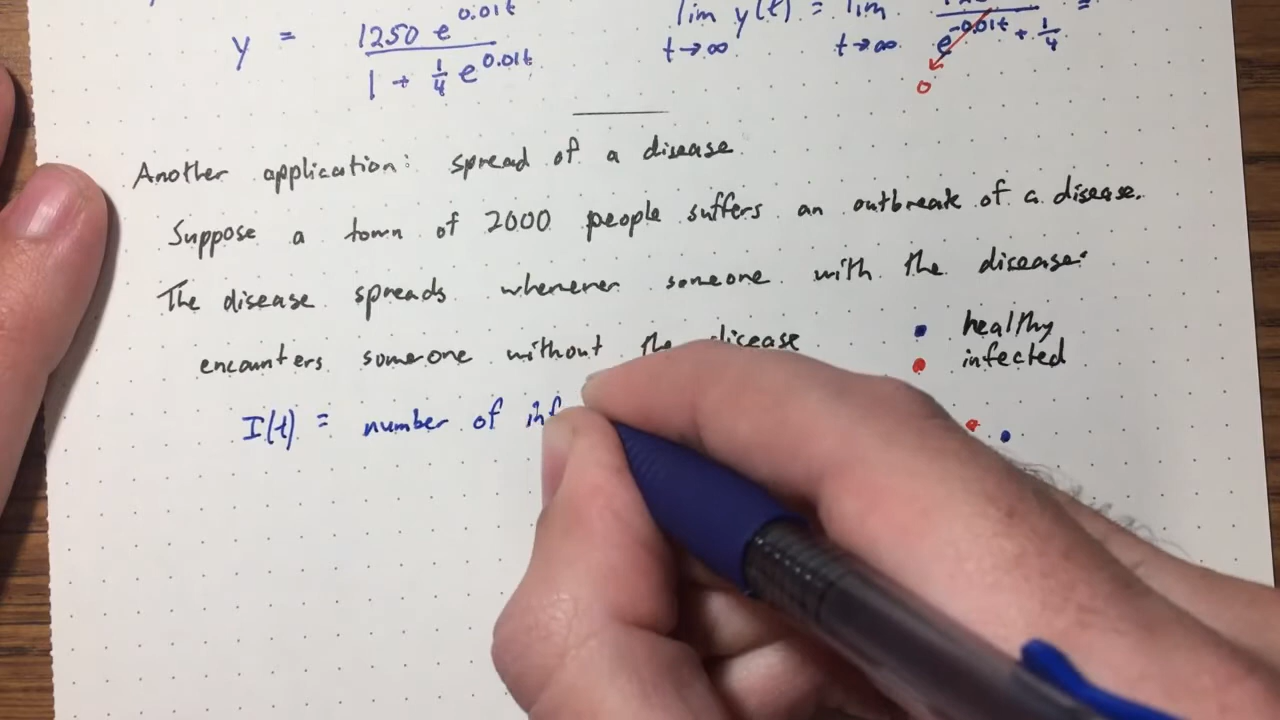 y = 1250 e^0.01t / 1 + 1/4 e^0.01t
lim y(t) = lim e^-0.01t + 1/4 =
t→∞ t→∞ 0
Another application: spread of a disease
Suppose a town of 2000 people suffers an outbreak of a disease.
The disease spreads whenever someone with the disease
encounters someone without the disease
healthy
infected
I(t) = number of inf